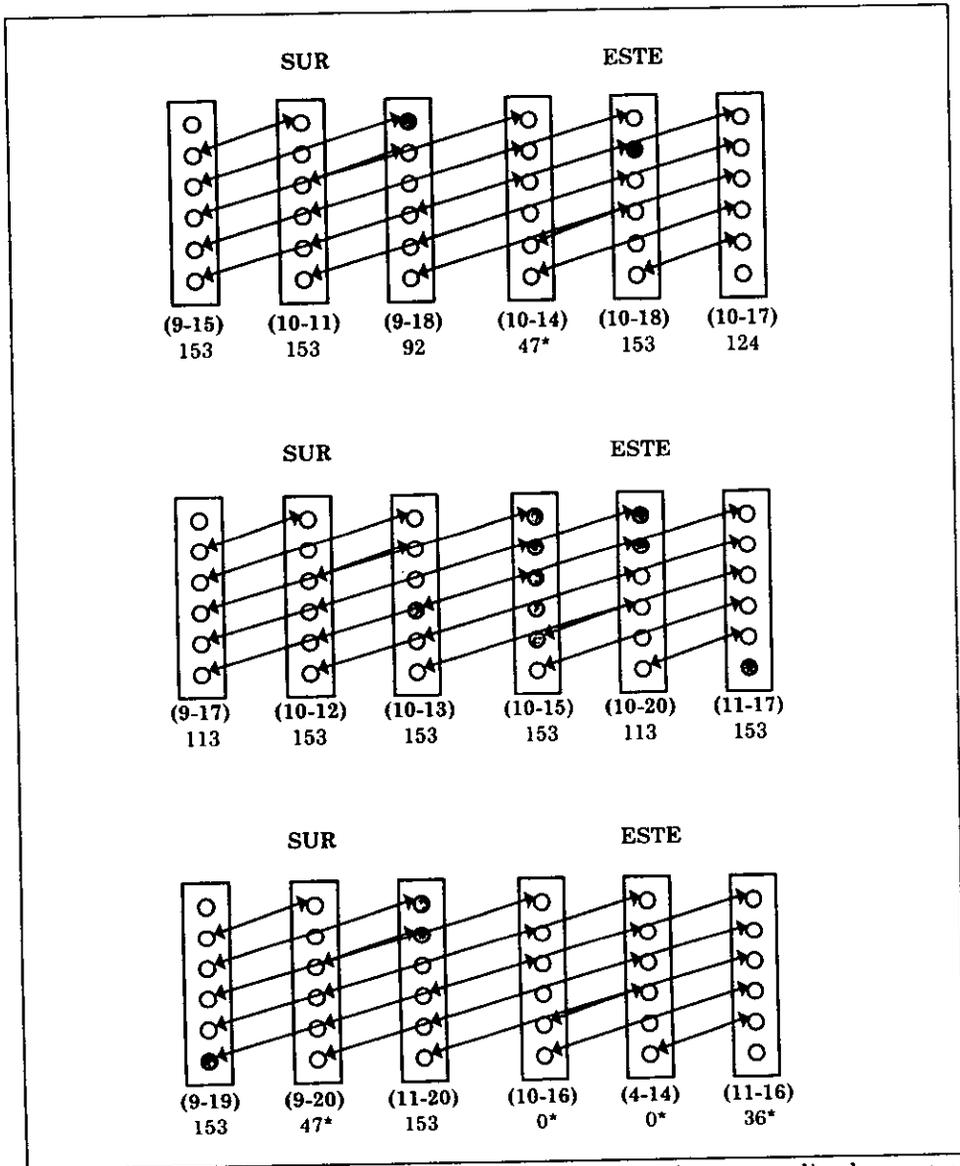 SUR ESTE
(9-15) (10-11) (9-18) (10-14) (10-18) (10-17)
153 153 92 47* 153 124
SUR ESTE
(9-17) (10-12) (10-13) (10-15) (10-20) (11-17)
113 153 153 153 113 153
SUR ESTE
(9-19) (9-20) (11-20) (10-16) (4-14) (11-16)
153 47* 153 0* 0* 36*